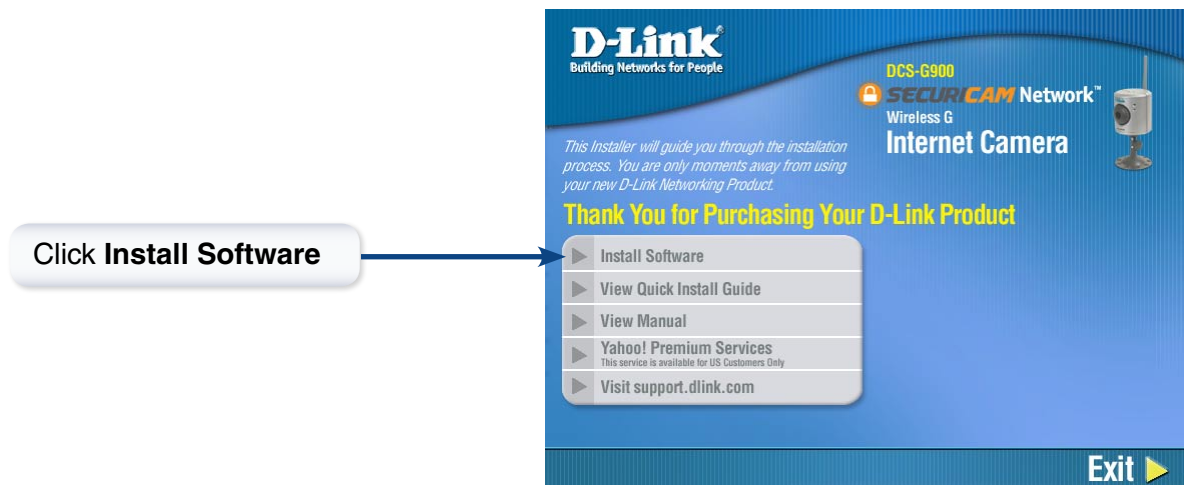 Click Install Software
D-Link
Building Networks for People
DCS-G900
SECURICAM Network™
Wireless G
Internet Camera
This Installer will guide you through the installation
process. You are only moments away from using
your new D-Link Networking Product.
Thank You for Purchasing Your D-Link Product
Install Software
View Quick Install Guide
View Manual
Yahoo! Premium Services
This service is available for US Customers Only
Visit support.dlink.com
Exit